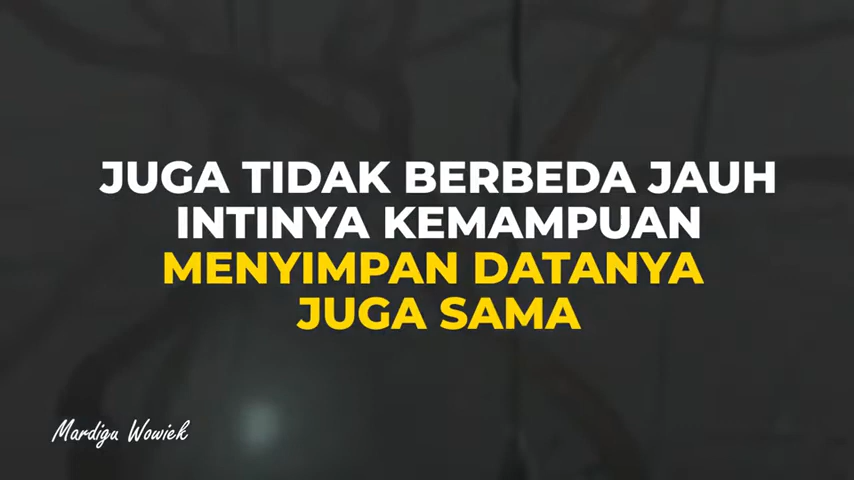 JUGA TIDAK BERBEDA JAUH
INTINYA KEMAMPUAN
MENYIMPAN DATANYA
JUGA SAMA
Mardigu Wowiek